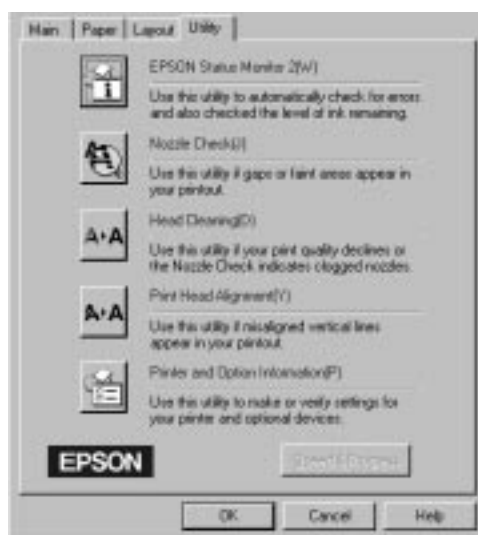 Main Paper Layout Utility
EPSON Status Monitor 2(W)
Use this utility to automatically check for errors
and also checked the level of ink remaining.
Nozzle Check(J)
Use this utility if gaps or faint areas appear in
your printout.
Head Cleaning(D)
Use this utility if your print quality declines or
the Nozzle Check indicates clogged nozzles.
Print Head Alignment(Y)
Use this utility if misaligned vertical lines
appear in your printout.
Printer and Option Information(P)
Use this utility to make or verify settings for
your printer and optional devices.
EPSON
OK Cancel Help